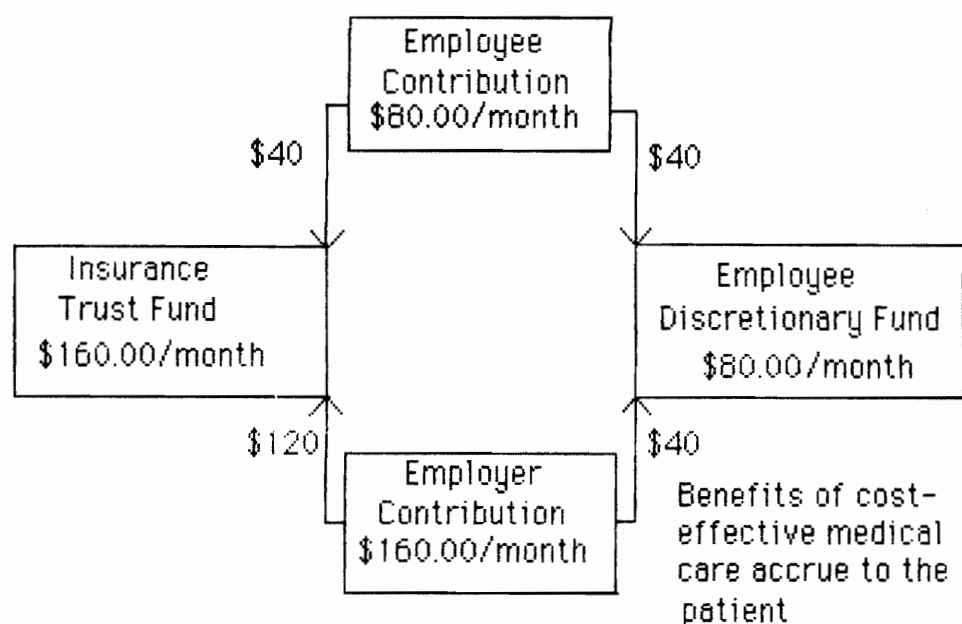 Employee
Contribution
$80.00/month
$40
$40
Insurance
Trust Fund
$160.00/month
Employee
Discretionary Fund
$80.00/month
$120
$40
Employer
Contribution
$160.00/month
Benefits of cost-
effective medical
care accrue to the
patient